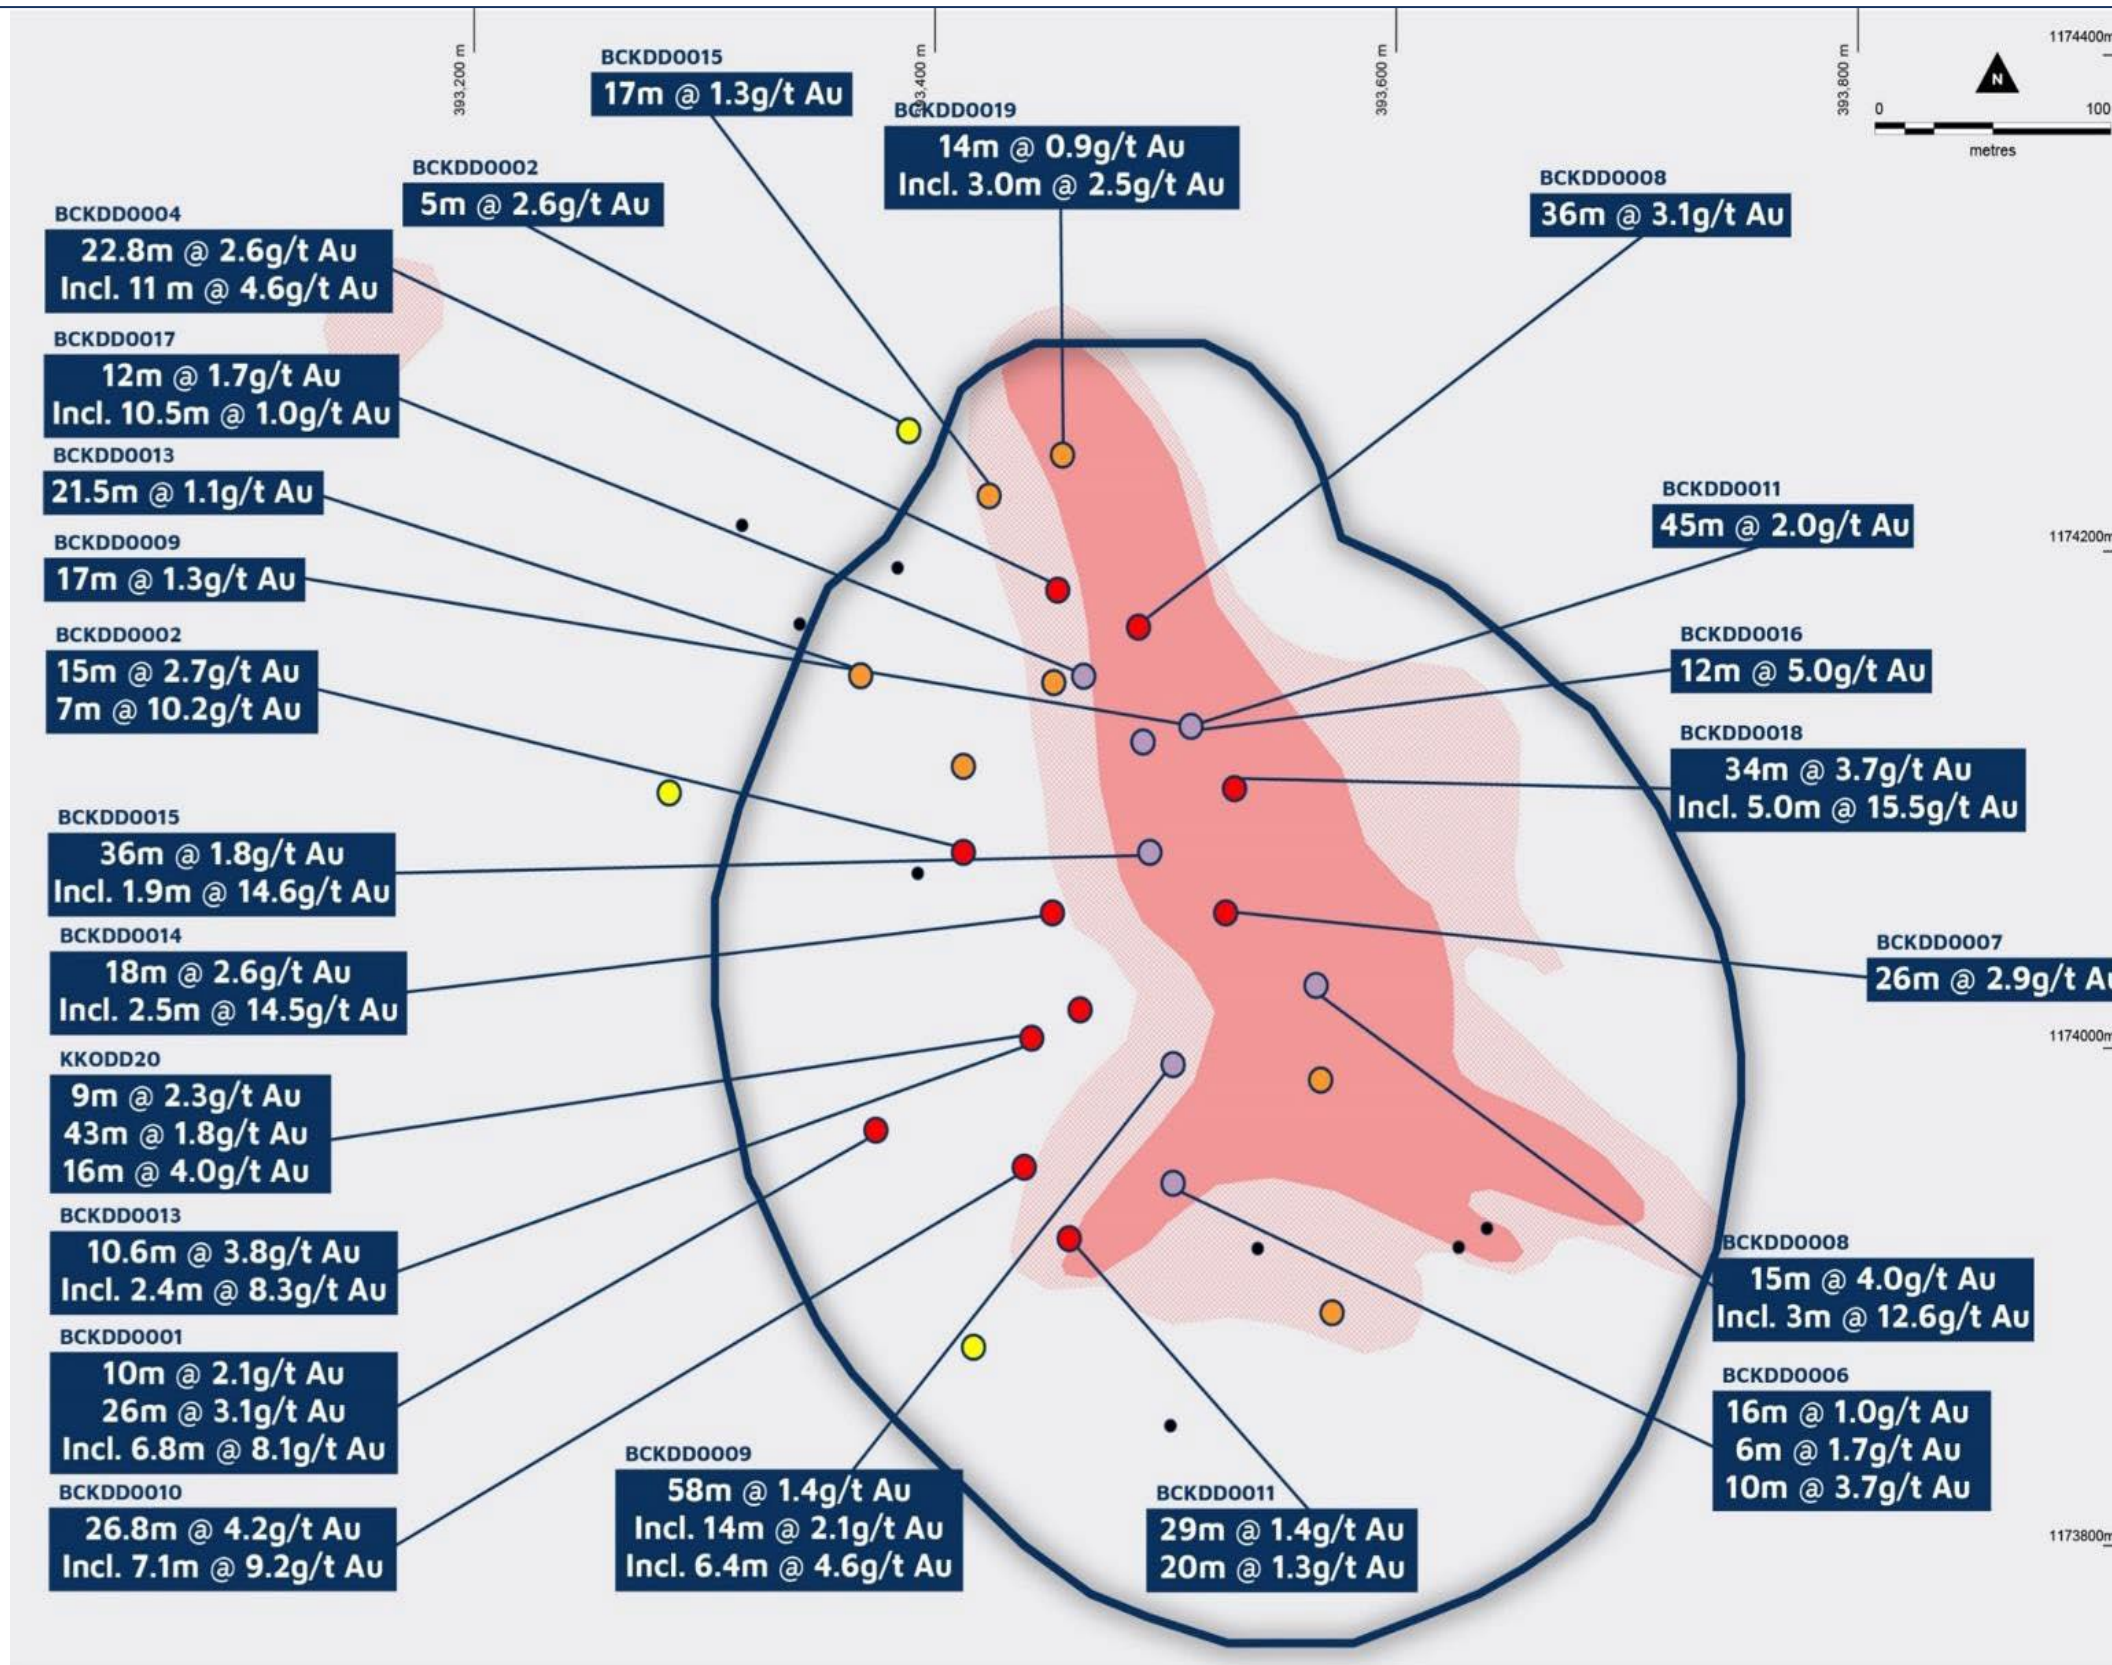 393,200 m
393,400 m
393,600 m
393,800 m
1174400m
N
0 100
metres
BCKDD0015
17m @ 1.3g/t Au
BCKDD0019
14m @ 0.9g/t Au
Incl. 3.0m @ 2.5g/t Au
BCKDD0002
5m @ 2.6g/t Au
BCKDD0008
36m @ 3.1g/t Au
BCKDD0004
22.8m @ 2.6g/t Au
Incl. 11 m @ 4.6g/t Au
BCKDD0017
12m @ 1.7g/t Au
Incl. 10.5m @ 1.0g/t Au
BCKDD0013
21.5m @ 1.1g/t Au
BCKDD0009
17m @ 1.3g/t Au
BCKDD0002
15m @ 2.7g/t Au
7m @ 10.2g/t Au
BCKDD0015
36m @ 1.8g/t Au
Incl. 1.9m @ 14.6g/t Au
BCKDD0014
18m @ 2.6g/t Au
Incl. 2.5m @ 14.5g/t Au
KKODD20
9m @ 2.3g/t Au
43m @ 1.8g/t Au
16m @ 4.0g/t Au
BCKDD0013
10.6m @ 3.8g/t Au
Incl. 2.4m @ 8.3g/t Au
BCKDD0001
10m @ 2.1g/t Au
26m @ 3.1g/t Au
Incl. 6.8m @ 8.1g/t Au
BCKDD0010
26.8m @ 4.2g/t Au
Incl. 7.1m @ 9.2g/t Au
BCKDD0009
58m @ 1.4g/t Au
Incl. 14m @ 2.1g/t Au
Incl. 6.4m @ 4.6g/t Au
BCKDD0011
29m @ 1.4g/t Au
20m @ 1.3g/t Au
BCKDD0011
45m @ 2.0g/t Au
1174200m
BCKDD0016
12m @ 5.0g/t Au
BCKDD0018
34m @ 3.7g/t Au
Incl. 5.0m @ 15.5g/t Au
BCKDD0007
26m @ 2.9g/t Au
1174000m
BCKDD0008
15m @ 4.0g/t Au
Incl. 3m @ 12.6g/t Au
BCKDD0006
16m @ 1.0g/t Au
6m @ 1.7g/t Au
10m @ 3.7g/t Au
1173800m